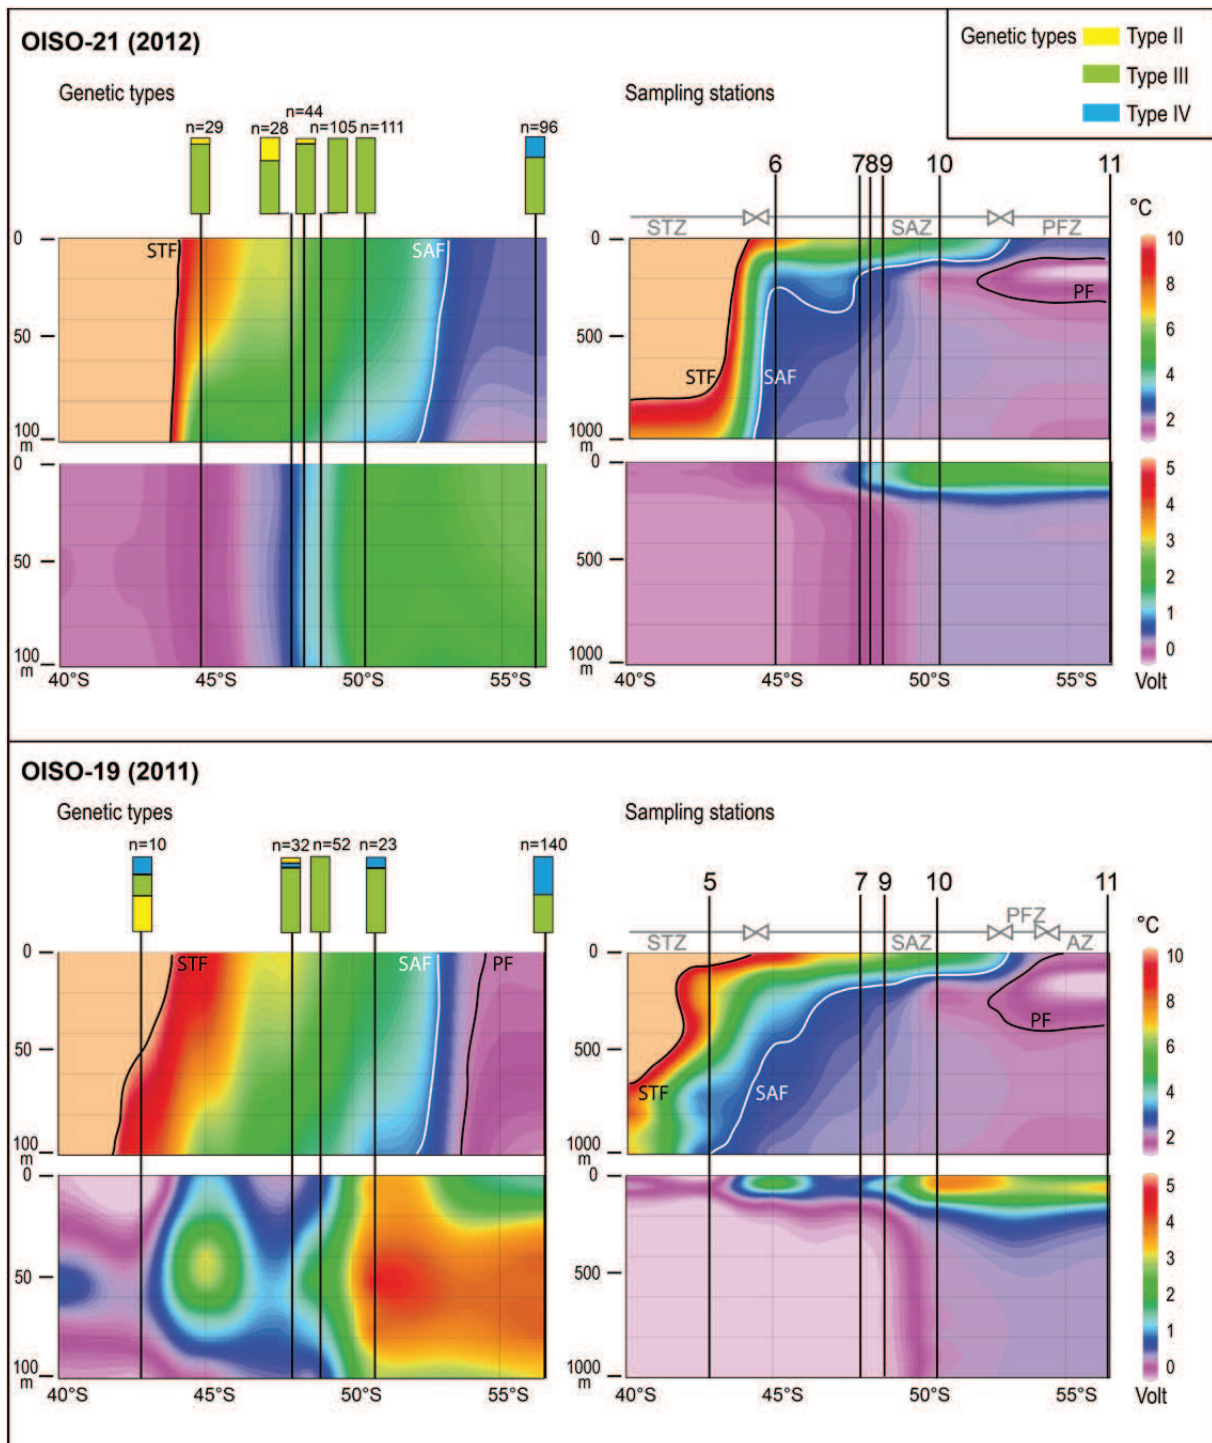 OISO-21 (2012)
Genetic types Type II
Type III
Type IV
Genetic types
Sampling stations
n=44
n=29 n=28 n=105 n=111 n=96
6 7 8 9 10 11
STZ SAZ PFZ
°C
0 STF SAF
50
100
m
0
500
1000
m
STF SAF PF
10
8
6
4
2
0
50
100
m
40°S 45°S 50°S 55°S
0
500
1000
m
40°S 45°S 50°S 55°S
5
4
3
2
1
0
Volt
OISO-19 (2011)
Genetic types
Sampling stations
n=10 n=32 n=52 n=23 n=140
5 7 9 10 11
PFZ
STZ SAZ AZ
°C
0 STF SAF PF
50
100
m
0
500
1000
m
STF SAF PF
10
8
6
4
2
0
50
100
m
40°S 45°S 50°S 55°S
0
500
1000
m
40°S 45°S 50°S 55°S
5
4
3
2
1
0
Volt